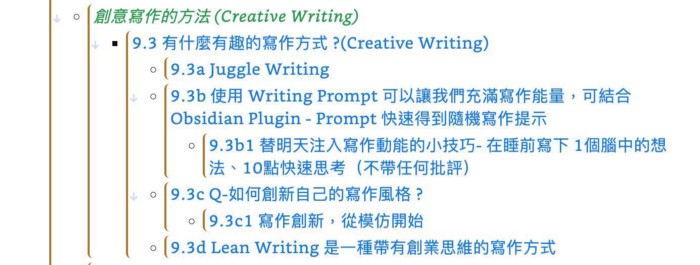 創意寫作的方法 (Creative Writing)
9.3 有什麼有趣的寫作方式 ?(Creative Writing)
9.3a Juggle Writing
9.3b 使用 Writing Prompt 可以讓我們充滿寫作能量，可結合
Obsidian Plugin - Prompt 快速得到隨機寫作提示
9.3b1 替明天注入寫作動能的小技巧- 在睡前寫下 1個腦中的想
法、10點快速思考（不帶任何批評）
9.3c Q-如何創新自己的寫作風格 ?
9.3c1 寫作創新，從模仿開始
9.3d Lean Writing 是一種帶有創業思維的寫作方式